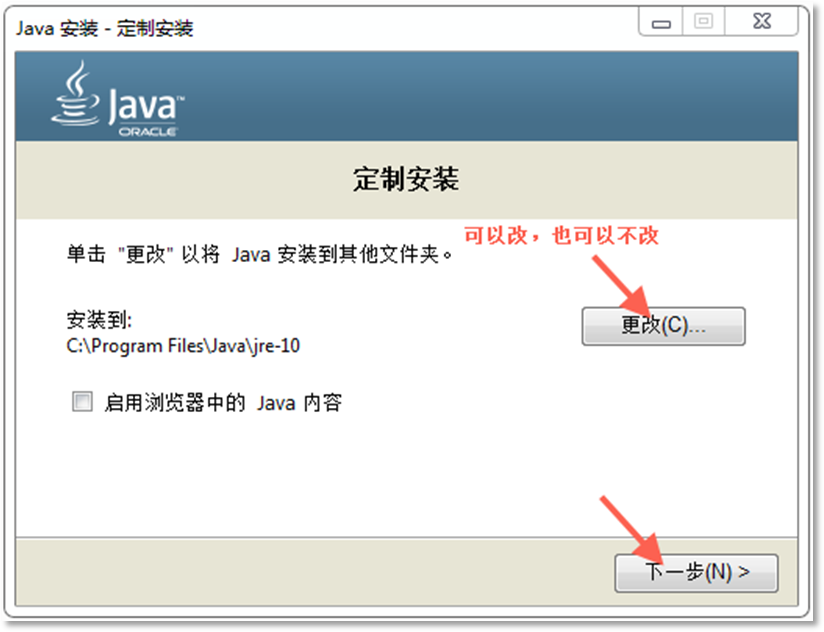 Java 安装 - 定制安装
Java™
ORACLE
定制安装
可以改，也可以不改
单击 "更改" 以将 Java 安装到其他文件夹。
安装到:
C:\Program Files\Java\jre-10
更改(C)...
启用浏览器中的 Java 内容
下一步(N) >